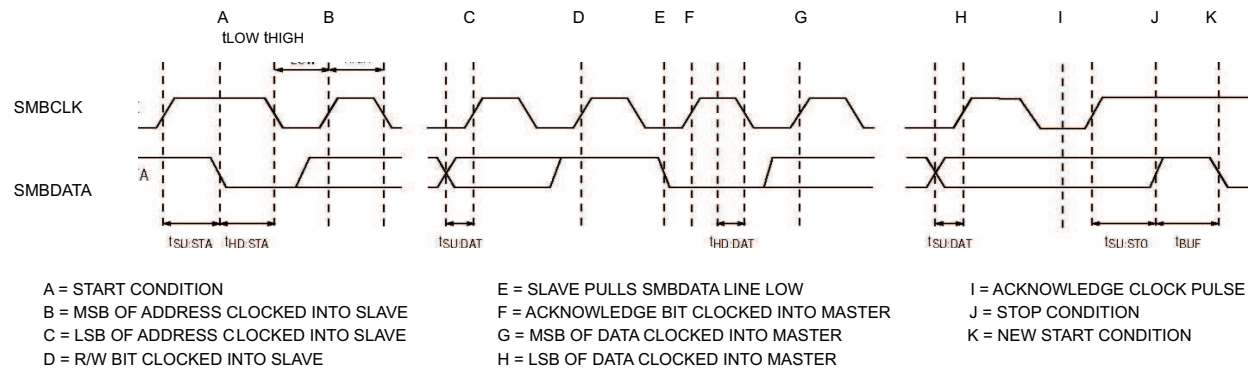 A B C D E F G H I J K
tLOW tHIGH
SMBCLK
SMBDATA
tSU:STA tHD:STA tSU:DAT tHD:DAT tSU:DAT tSU:STO tBUF
A = START CONDITION
B = MSB OF ADDRESS CLOCKED INTO SLAVE
C = LSB OF ADDRESS CLOCKED INTO SLAVE
D = R/W BIT CLOCKED INTO SLAVE
E = SLAVE PULLS SMBDATA LINE LOW
F = ACKNOWLEDGE BIT CLOCKED INTO MASTER
G = MSB OF DATA CLOCKED INTO MASTER
H = LSB OF DATA CLOCKED INTO MASTER
I = ACKNOWLEDGE CLOCK PULSE
J = STOP CONDITION
K = NEW START CONDITION